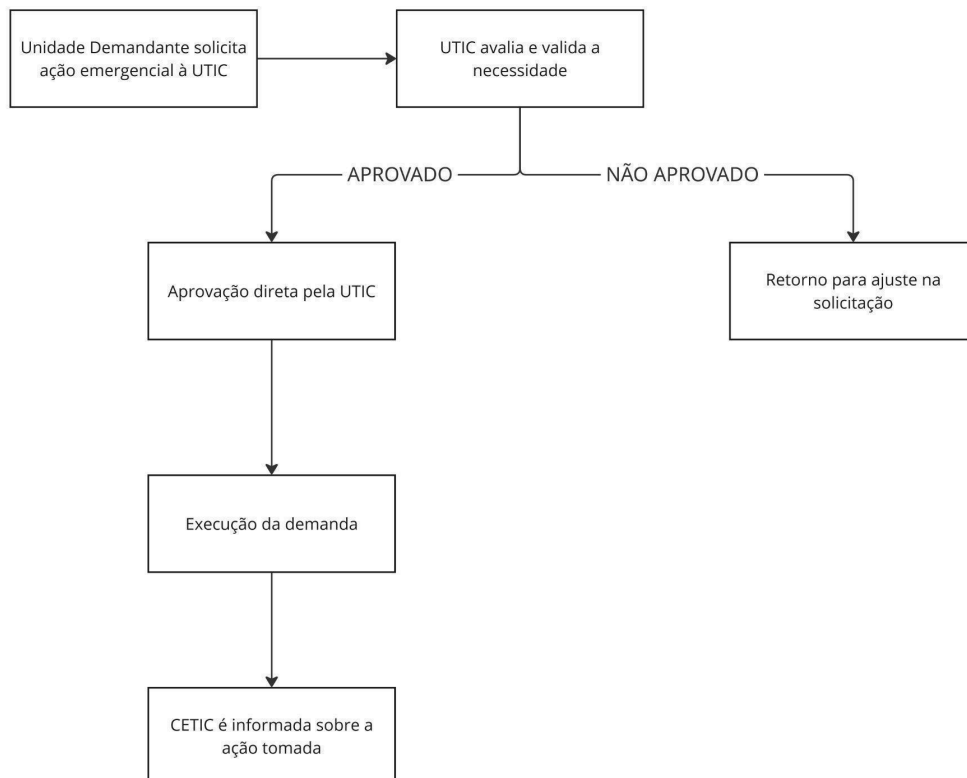 Unidade Demandante solicita
ação emergencial à UTIC
UTIC avalia e valida a
necessidade
APROVADO
NÃO APROVADO
Aprovação direta pela UTIC
Retorno para ajuste na
solicitação
Execução da demanda
CETIC é informada sobre a
ação tomada